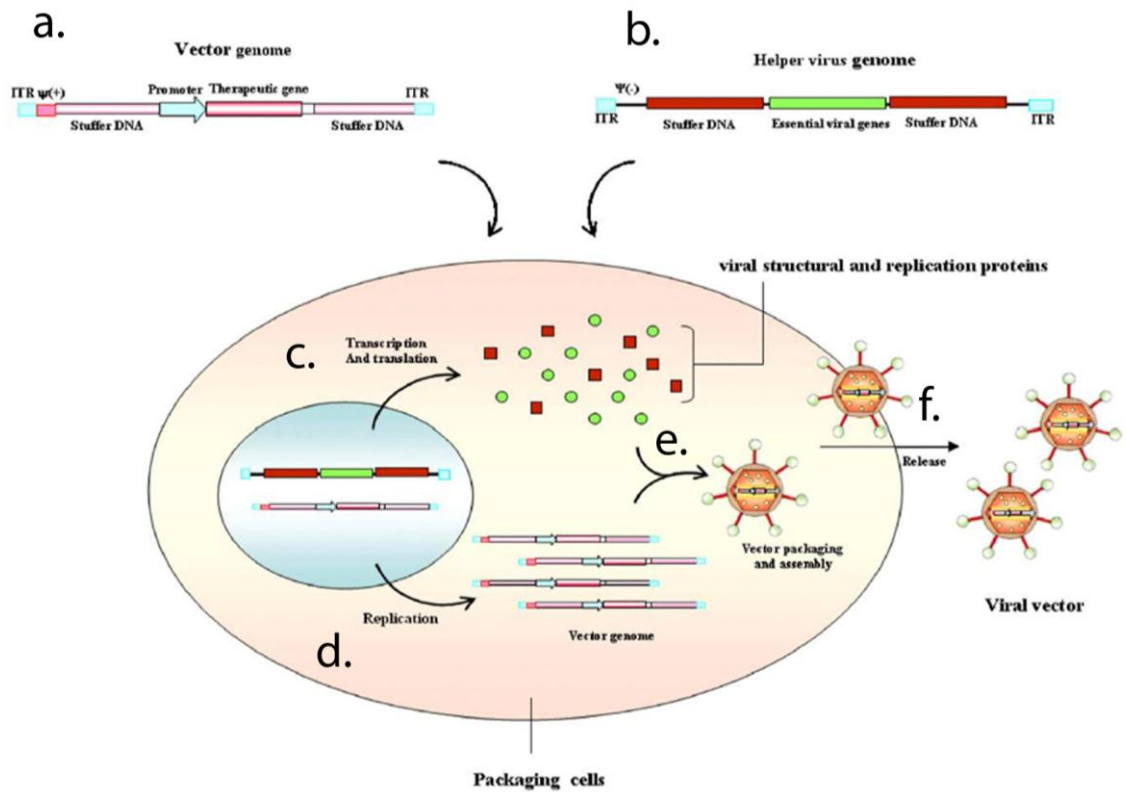 a.
Vector genome
ITR ψ(+) Promoter Therapeutic gene ITR
Stuffer DNA Stuffer DNA
b.
Helper virus genome
Ψ(-)
ITR Stuffer DNA Essential viral genes Stuffer DNA ITR
viral structural and replication proteins
c.
Transcription
And translation
e.
f.
Release
Vector packaging
and assembly
Viral vector
Replication
Vector genome
d.
Packaging cells